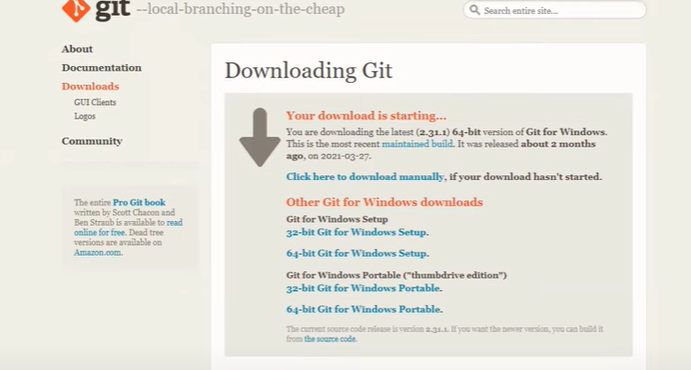 git --local-branching-on-the-cheap
Search entire site...
About
Documentation
Downloads
GUI Clients
Logos
Community
The entire Pro Git book
written by Scott Chacon and
Ben Straub is available to read
online for free. Dead tree
versions are available on
Amazon.com.
Downloading Git
Your download is starting...
You are downloading the latest (2.31.1) 64-bit version of Git for Windows.
This is the most recent maintained build. It was released about 2 months
ago, on 2021-03-27.
Click here to download manually, if your download hasn't started.
Other Git for Windows downloads
Git for Windows Setup
32-bit Git for Windows Setup.
64-bit Git for Windows Setup.
Git for Windows Portable ("thumbdrive edition")
32-bit Git for Windows Portable.
64-bit Git for Windows Portable.
The current source code release is version 2.31.1. If you want the newer version, you can build it
from the source code.